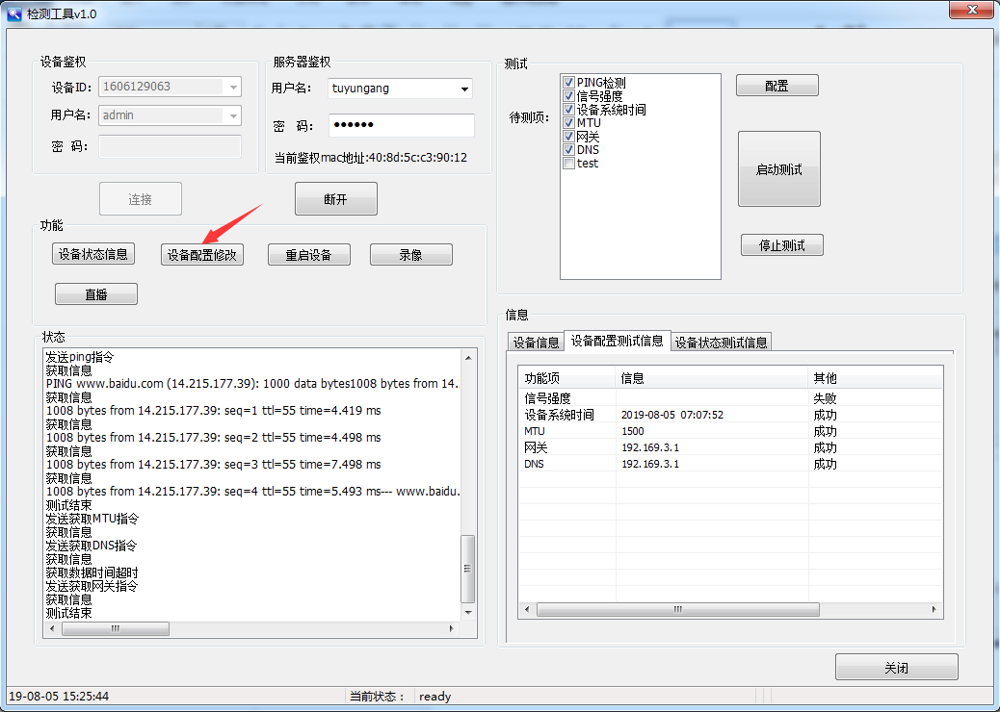 检测工具v1.0
设备鉴权
设备ID:
1606129063
用户名:
admin
密 码:
服务器鉴权
用户名:
tuyungang
密 码:
●●●●●●
当前鉴权mac地址:40:8d:5c:c3:90:12
连接
断开
功能
设备状态信息
设备配置修改
重启设备
录像
直播
测试
待测项:
PING检测
信号强度
设备系统时间
MTU
网关
DNS
test
配置
启动测试
停止测试
状态
发送ping指令
获取信息
PING www.baidu.com (14.215.177.39): 1000 data bytes1008 bytes from 14.
获取信息
1008 bytes from 14.215.177.39: seq=1 ttl=55 time=4.419 ms
获取信息
1008 bytes from 14.215.177.39: seq=2 ttl=55 time=4.498 ms
获取信息
1008 bytes from 14.215.177.39: seq=3 ttl=55 time=7.498 ms
获取信息
1008 bytes from 14.215.177.39: seq=4 ttl=55 time=5.493 ms--- www.baidu.
测试结束
发送获取MTU指令
获取信息
发送获取DNS指令
获取信息
获取数据时间超时
发送获取网关指令
获取信息
测试结束
信息
设备信息 设备配置测试信息 设备状态测试信息
功能项 信息 其他
信号强度 失败
设备系统时间 2019-08-05 07:07:52 成功
MTU 1500 成功
网关 192.169.3.1 成功
DNS 192.169.3.1 成功
关闭
19-08-05 15:25:44 当前状态： ready